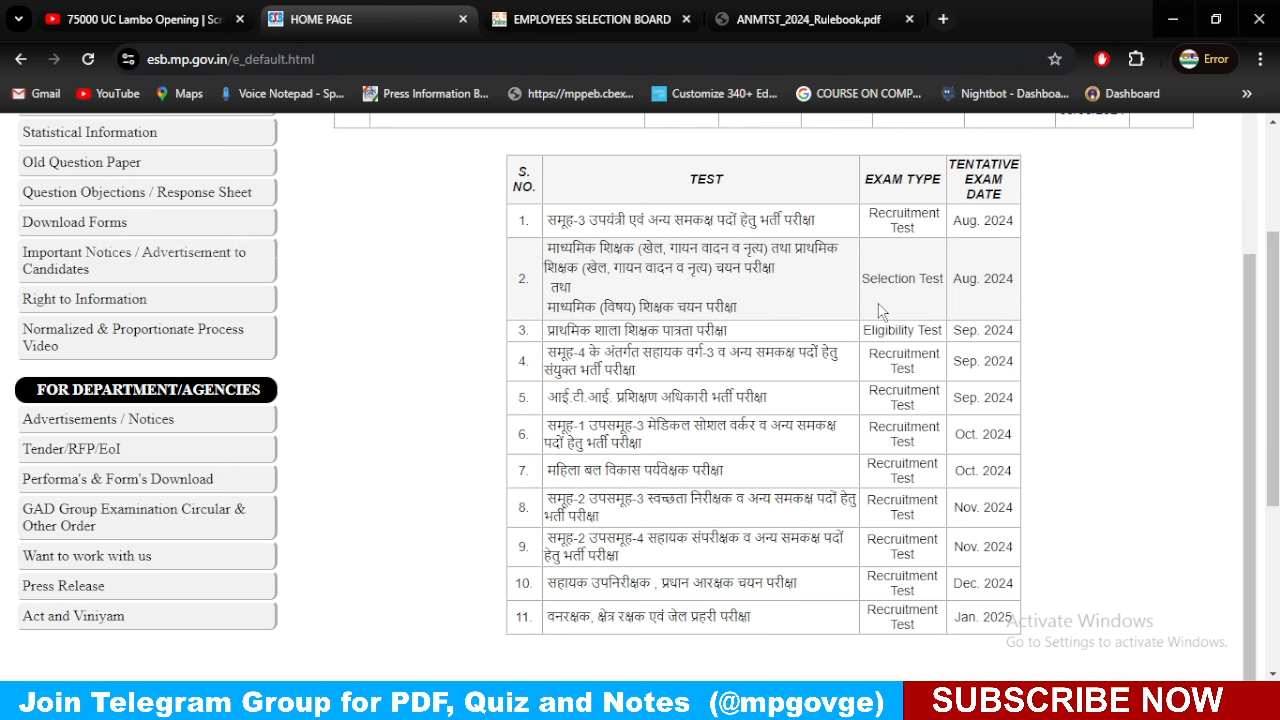 75000 UC Lambo Opening | Scr
HOME PAGE
EMPLOYEES SELECTION BOARD
ANMTST_2024_Rulebook.pdf
esb.mp.gov.in/e_default.html
Error
Gmail
YouTube
Maps
Voice Notepad - Sp...
Press Information B...
https://mppeb.cbex...
Customize 340+ Ed...
COURSE ON COMP...
Nightbot - Dashboa...
Dashboard
Statistical Information
Old Question Paper
Question Objections / Response Sheet
Download Forms
Important Notices / Advertisement to
Candidates
Right to Information
Normalized & Proportionate Process
Video
FOR DEPARTMENT/AGENCIES
Advertisements / Notices
Tender/RFP/EoI
Performa's & Form's Download
GAD Group Examination Circular &
Other Order
Want to work with us
Press Release
Act and Viniyam
S. NO. TEST EXAM TYPE TENTATIVE EXAM DATE
1. समूह-3 उपयंत्री एवं अन्य समकक्ष पदों हेतु भर्ती परीक्षा Recruitment Test Aug. 2024
2. माध्यमिक शिक्षक (खेल, गायन वादन व नृत्य) तथा प्राथमिक
शिक्षक (खेल, गायन वादन व नृत्य) चयन परीक्षा
तथा
माध्यमिक (विषय) शिक्षक चयन परीक्षा
Selection Test Aug. 2024
3. प्राथमिक शाला शिक्षक पात्रता परीक्षा Eligibility Test Sep. 2024
4. समूह-4 के अंतर्गत सहायक वर्ग-3 व अन्य समकक्ष पदों हेतु
संयुक्त भर्ती परीक्षा Recruitment Test Sep. 2024
5. आई.टी.आई. प्रशिक्षण अधिकारी भर्ती परीक्षा Recruitment Test Sep. 2024
6. समूह-1 उपसमूह-3 मेडिकल सोशल वर्कर व अन्य समकक्ष
पदों हेतु भर्ती परीक्षा Recruitment Test Oct. 2024
7. महिला बल विकास पर्यवेक्षक परीक्षा Recruitment Test Oct. 2024
8. समूह-2 उपसमूह-3 स्वच्छता निरीक्षक व अन्य समकक्ष पदों हेतु
भर्ती परीक्षा Recruitment Test Nov. 2024
9. समूह-2 उपसमूह-4 सहायक संपरीक्षक व अन्य समकक्ष पदों
हेतु भर्ती परीक्षा Recruitment Test Nov. 2024
10. सहायक उपनिरीक्षक , प्रधान आरक्षक चयन परीक्षा Recruitment Test Dec. 2024
11. वनरक्षक, क्षेत्र रक्षक एवं जेल प्रहरी परीक्षा Recruitment Test Jan. 2025
Activate Windows
Go to Settings to activate Windows.
Join Telegram Group for PDF, Quiz and Notes (@mpgovge)
SUBSCRIBE NOW